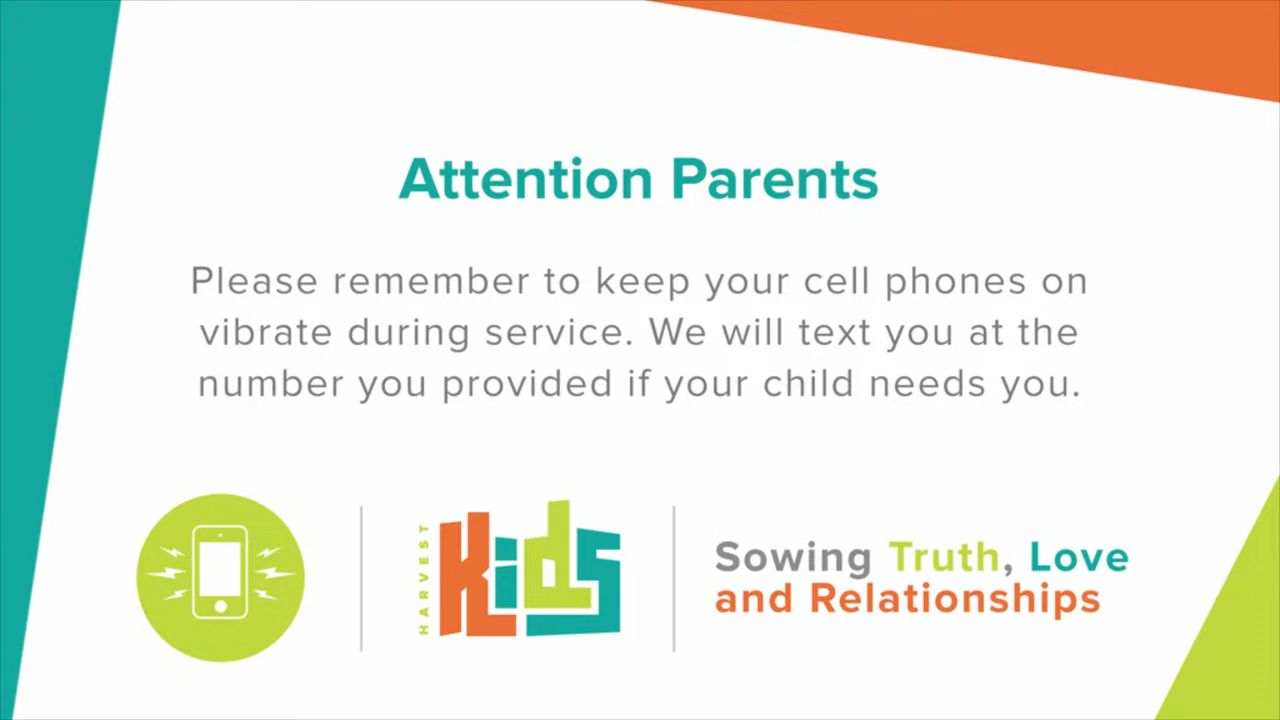 Attention Parents
Please remember to keep your cell phones on
vibrate during service. We will text you at the
number you provided if your child needs you.
HARVEST
Kids
Sowing Truth, Love
and Relationships